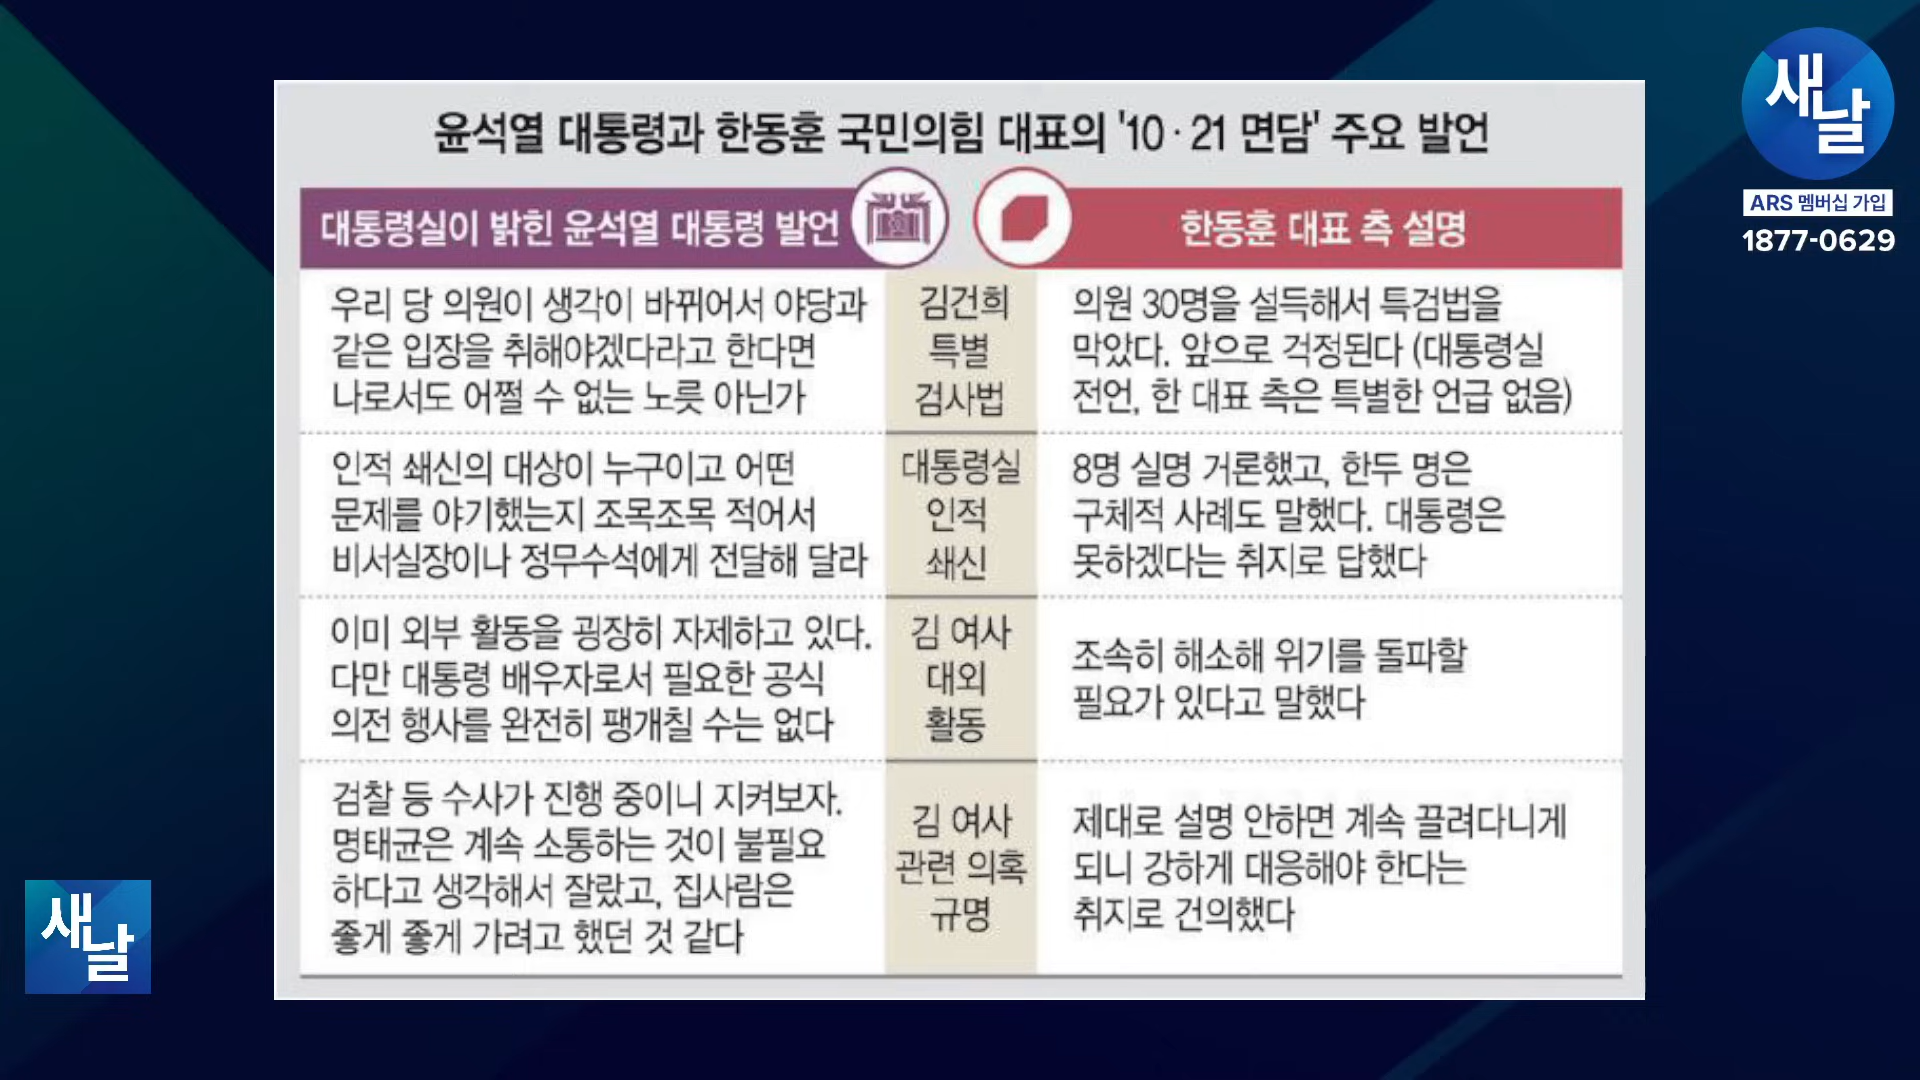 윤석열 대통령과 한동훈 국민의힘 대표의 '10·21 면담' 주요 발언
대통령실이 밝힌 윤석열 대통령 발언
한동훈 대표 측 설명
우리 당 의원이 생각이 바뀌어서 야당과
같은 입장을 취해야겠다라고 한다면
나로서도 어쩔 수 없는 노릇 아닌가
김건희
특별
검사법
의원 30명을 설득해서 특검법을
막았다. 앞으로 걱정된다 (대통령실
전언, 한 대표 측은 특별한 언급 없음)
인적 쇄신의 대상이 누구이고 어떤
문제를 야기했는지 조목조목 적어서
비서실장이나 정무수석에게 전달해 달라
대통령실
인적
쇄신
8명 실명 거론했고, 한두 명은
구체적 사례도 말했다. 대통령은
못하겠다는 취지로 답했다
이미 외부 활동을 굉장히 자제하고 있다.
다만 대통령 배우자로서 필요한 공식
의전 행사를 완전히 팽개칠 수는 없다
김 여사
대외
활동
조속히 해소해 위기를 돌파할
필요가 있다고 말했다
검찰 등 수사가 진행 중이니 지켜보자.
명태균은 계속 소통하는 것이 불필요
하다고 생각해서 잘랐고, 집사람은
좋게 좋게 가려고 했던 것 같다
김 여사
관련 의혹
규명
제대로 설명 안하면 계속 끌려다니게
되니 강하게 대응해야 한다는
취지로 건의했다
새날
ARS 멤버십 가입
1877-0629
새날